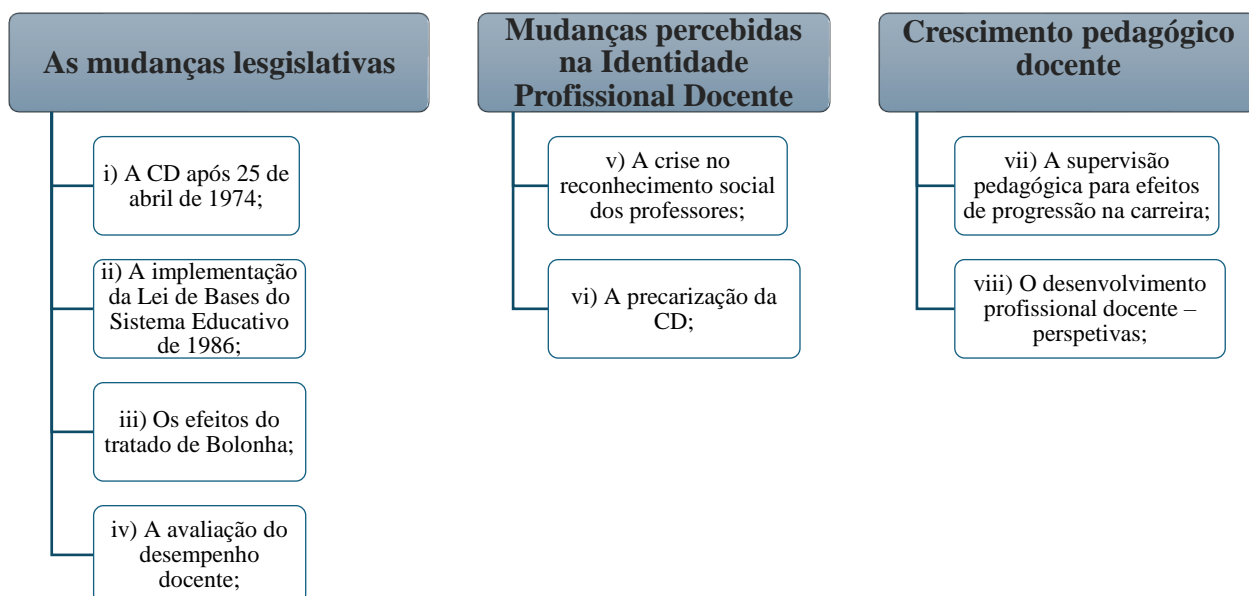 As mudanças lesgislativas
i) A CD após 25 de
abril de 1974;
ii) A implementação
da Lei de Bases do
Sistema Educativo
de 1986;
iii) Os efeitos do
tratado de Bolonha;
iv) A avaliação do
desempenho
docente;
Mudanças percebidas
na Identidade
Profissional Docente
v) A crise no
reconhecimento social
dos professores;
vi) A precarização da
CD;
Crescimento pedagógico
docente
vii) A supervisão
pedagógica para efeitos
de progressão na carreira;
viii) O desenvolvimento
profissional docente –
perspetivas;